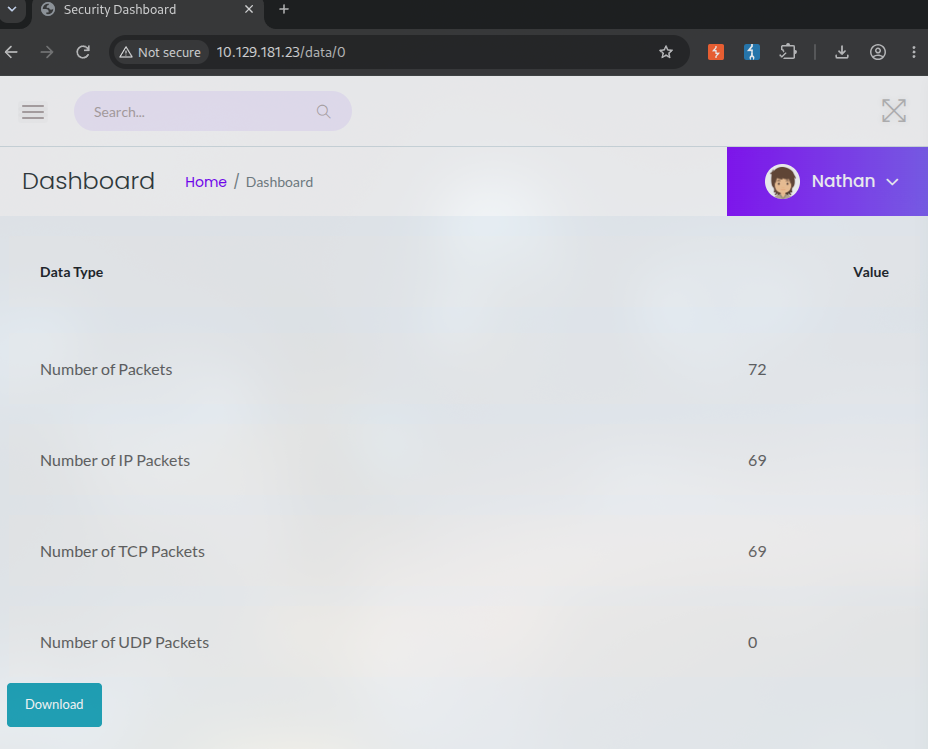 Security Dashboard
Not secure 10.129.181.23/data/0
Search...
Dashboard Home / Dashboard Nathan
Data Type Value
Number of Packets 72
Number of IP Packets 69
Number of TCP Packets 69
Number of UDP Packets 0
Download